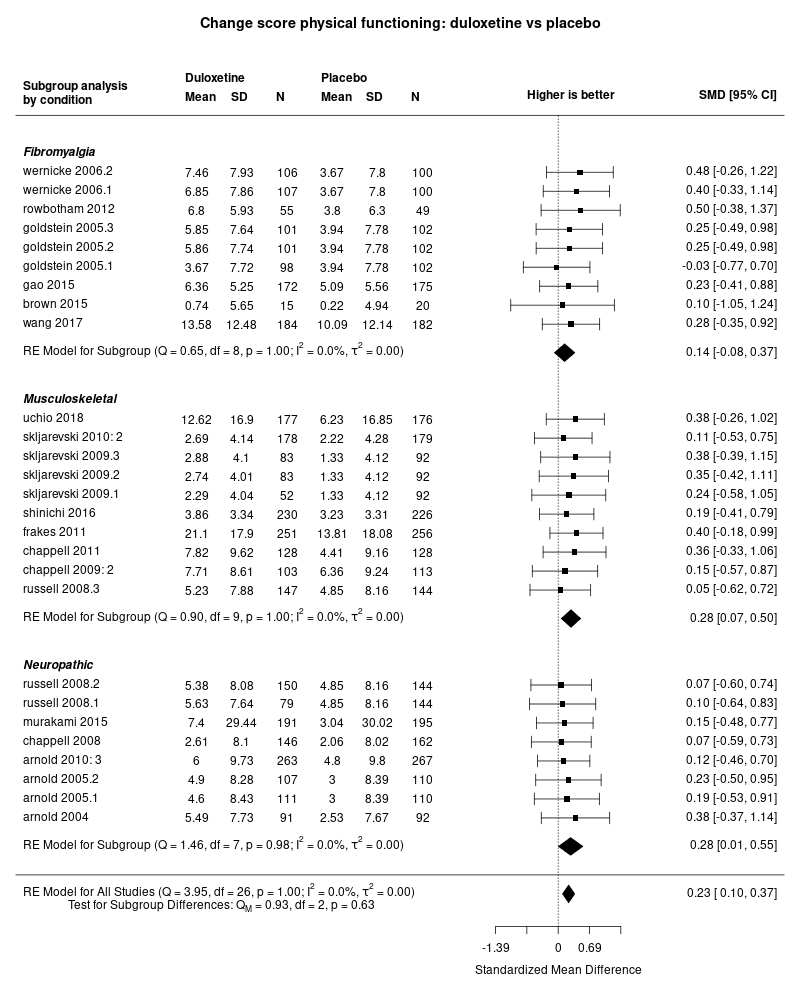 Change score physical functioning: duloxetine vs placebo
Duloxetine Placebo
Subgroup analysis
by condition
Mean SD N Mean SD N Higher is better SMD [95% CI]
Fibromyalgia
wernicke 2006.2 7.46 7.93 106 3.67 7.8 100 0.48 [-0.26, 1.22]
wernicke 2006.1 6.85 7.86 107 3.67 7.8 100 0.40 [-0.33, 1.14]
rowbotham 2012 6.8 5.93 55 3.8 6.3 49 0.50 [-0.38, 1.37]
goldstein 2005.3 5.85 7.64 101 3.94 7.78 102 0.25 [-0.49, 0.98]
goldstein 2005.2 5.86 7.74 101 3.94 7.78 102 0.25 [-0.49, 0.98]
goldstein 2005.1 3.67 7.72 98 3.94 7.78 102 -0.03 [-0.77, 0.70]
gao 2015 6.36 5.25 172 5.09 5.56 175 0.23 [-0.41, 0.88]
brown 2015 0.74 5.65 15 0.22 4.94 20 0.10 [-1.05, 1.24]
wang 2017 13.58 12.48 184 10.09 12.14 182 0.28 [-0.35, 0.92]
RE Model for Subgroup (Q = 0.65, df = 8, p = 1.00; I² = 0.0%, τ² = 0.00) 0.14 [-0.08, 0.37]
Musculoskeletal
uchio 2018 12.62 16.9 177 6.23 16.85 176 0.38 [-0.26, 1.02]
skljarevski 2010: 2 2.69 4.14 178 2.22 4.28 179 0.11 [-0.53, 0.75]
skljarevski 2009.3 2.88 4.1 83 1.33 4.12 92 0.38 [-0.39, 1.15]
skljarevski 2009.2 2.74 4.01 83 1.33 4.12 92 0.35 [-0.42, 1.11]
skljarevski 2009.1 2.29 4.04 52 1.33 4.12 92 0.24 [-0.58, 1.05]
shinichi 2016 3.86 3.34 230 3.23 3.31 226 0.19 [-0.41, 0.79]
frakes 2011 21.1 17.9 251 13.81 18.08 256 0.40 [-0.18, 0.99]
chappell 2011 7.82 9.62 128 4.41 9.16 128 0.36 [-0.33, 1.06]
chappell 2009: 2 7.71 8.61 103 6.36 9.24 113 0.15 [-0.57, 0.87]
russell 2008.3 5.23 7.88 147 4.85 8.16 144 0.05 [-0.62, 0.72]
RE Model for Subgroup (Q = 0.90, df = 9, p = 1.00; I² = 0.0%, τ² = 0.00) 0.28 [0.07, 0.50]
Neuropathic
russell 2008.2 5.38 8.08 150 4.85 8.16 144 0.07 [-0.60, 0.74]
russell 2008.1 5.63 7.64 79 4.85 8.16 144 0.10 [-0.64, 0.83]
murakami 2015 7.4 29.44 191 3.04 30.02 195 0.15 [-0.48, 0.77]
chappell 2008 2.61 8.1 146 2.06 8.02 162 0.07 [-0.59, 0.73]
arnold 2010: 3 6 9.73 263 4.8 9.8 267 0.12 [-0.46, 0.70]
arnold 2005.2 4.9 8.28 107 3 8.39 110 0.23 [-0.50, 0.95]
arnold 2005.1 4.6 8.43 111 3 8.39 110 0.19 [-0.53, 0.91]
arnold 2004 5.49 7.73 91 2.53 7.67 92 0.38 [-0.37, 1.14]
RE Model for Subgroup (Q = 1.46, df = 7, p = 0.98; I² = 0.0%, τ² = 0.00) 0.28 [0.01, 0.55]
RE Model for All Studies (Q = 3.95, df = 26, p = 1.00; I² = 0.0%, τ² = 0.00) 0.23 [ 0.10, 0.37]
Test for Subgroup Differences: Q_M = 0.93, df = 2, p = 0.63
-1.39 0 0.69
Standardized Mean Difference